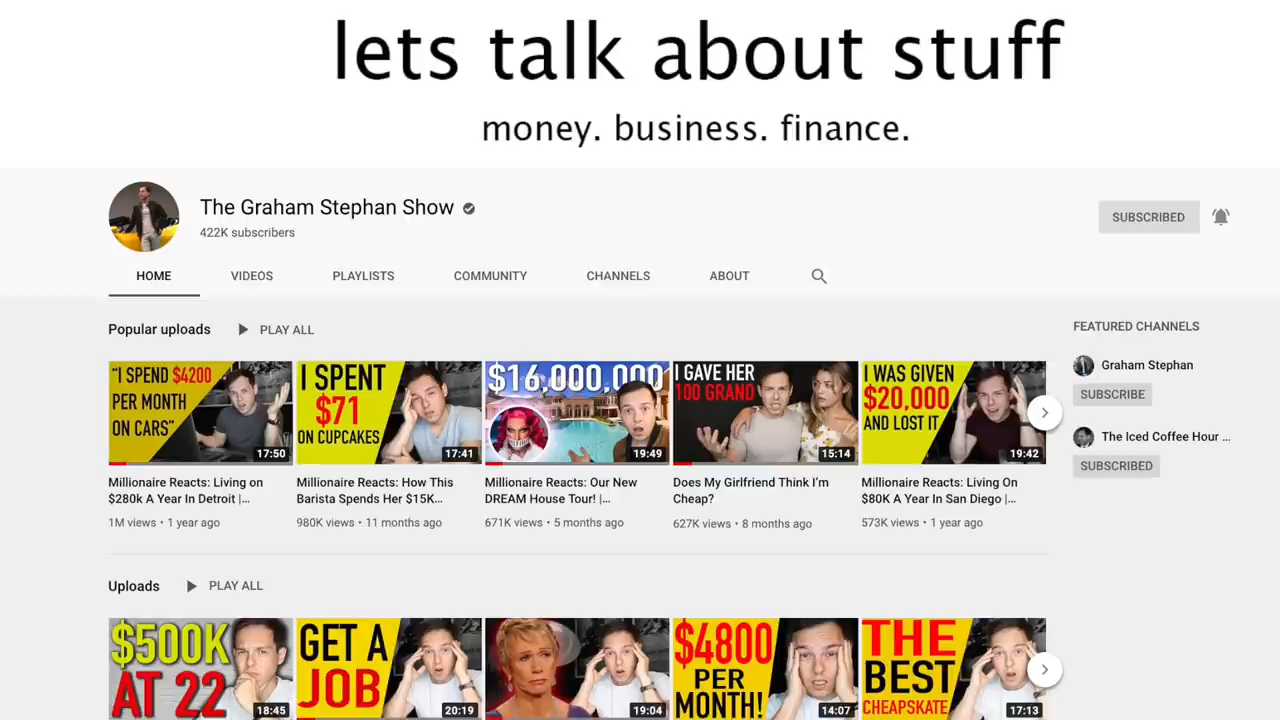 lets talk about stuff
money. business. finance.
The Graham Stephan Show
422K subscribers
SUBSCRIBED
HOME
VIDEOS
PLAYLISTS
COMMUNITY
CHANNELS
ABOUT
Popular uploads
PLAY ALL
"I SPEND $4200
PER MONTH
ON CARS"
17:50
Millionaire Reacts: Living on
$280k A Year In Detroit |...
1M views • 1 year ago
I SPENT
$71
ON CUPCAKES
17:41
Millionaire Reacts: How This
Barista Spends Her $15K...
980K views • 11 months ago
$16,000,000
19:49
Millionaire Reacts: Our New
DREAM House Tour! |...
671K views • 5 months ago
I GAVE HER
100 GRAND
15:14
Does My Girlfriend Think I'm
Cheap?
627K views • 8 months ago
I WAS GIVEN
$20,000
AND LOST IT
19:42
Millionaire Reacts: Living On
$80K A Year In San Diego |...
573K views • 1 year ago
FEATURED CHANNELS
Graham Stephan
SUBSCRIBE
The Iced Coffee Hour ...
SUBSCRIBED
Uploads
PLAY ALL
$500K
AT 22
18:45
GET A
JOB
20:19
19:04
$4800
PER
MONTH!
14:07
THE
BEST
CHEAPSKATE
17:13